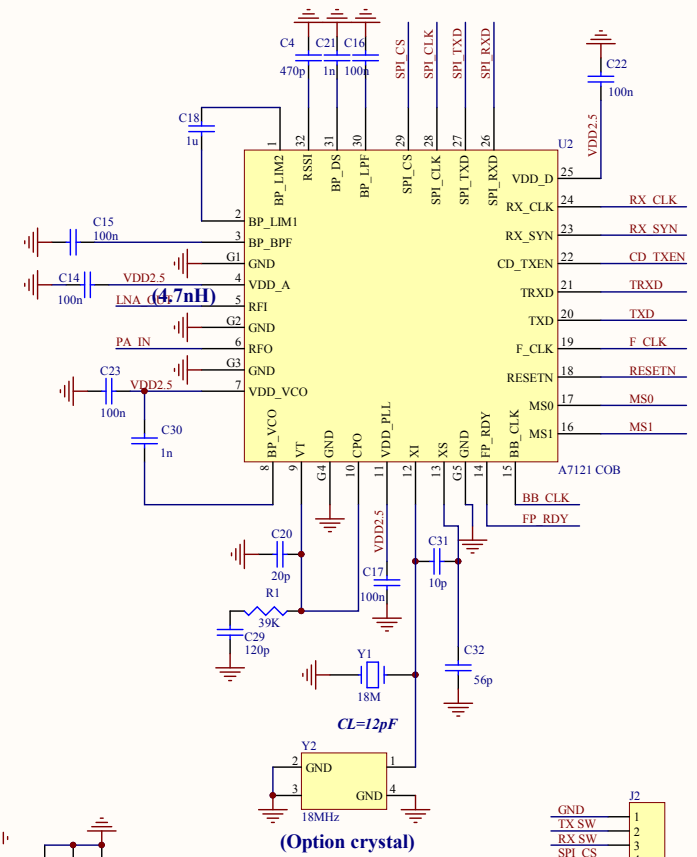 C4
C21
C16
470p
1n
100n
SPI_CS
SPI_CLK
SPI_TXD
SPI_RXD
C22
100n
VDD2.5
C18
1u
1
32
31
30
29
28
27
26
U2
BP_LIM2
RSSI
BP_DS
BP_LPF
SPI_CS
SPI_CLK
SPI_TXD
SPI_RXD
VDD_D
25
RX_CLK
24
RX_CLK
2
BP_LIM1
C15
100n
3
BP_BPF
RX_SYN
23
RX_SYN
G1
GND
CD_TXEN
22
CD_TXEN
C14
100n
VDD2.5
4
VDD_A
(4.7nH)
TRXD
21
TRXD
LNA_OUT
5
RFI
G2
GND
TXD
20
TXD
PA_IN
6
RFO
F_CLK
19
F_CLK
G3
GND
RESETN
18
RESETN
C23
100n
VDD2.5
7
VDD_VCO
MS0
17
MS0
MS1
16
MS1
C30
1n
BP_VCO
VT
GND
CPO
VDD_PLL
XI
XS
GND
FP_RDY
BB_CLK
8
9
G4
10
11
12
13
G5
14
15
A7121 COB
BB_CLK
FP_RDY
C20
20p
VDD2.5
C17
100n
C31
10p
R1
39K
C29
120p
Y1
18M
C32
56p
CL=12pF
Y2
2
GND
1
3
GND
4
18MHz
(Option crystal)
J2
GND
1
TX SW
2
RX SW
3
SPI_CS